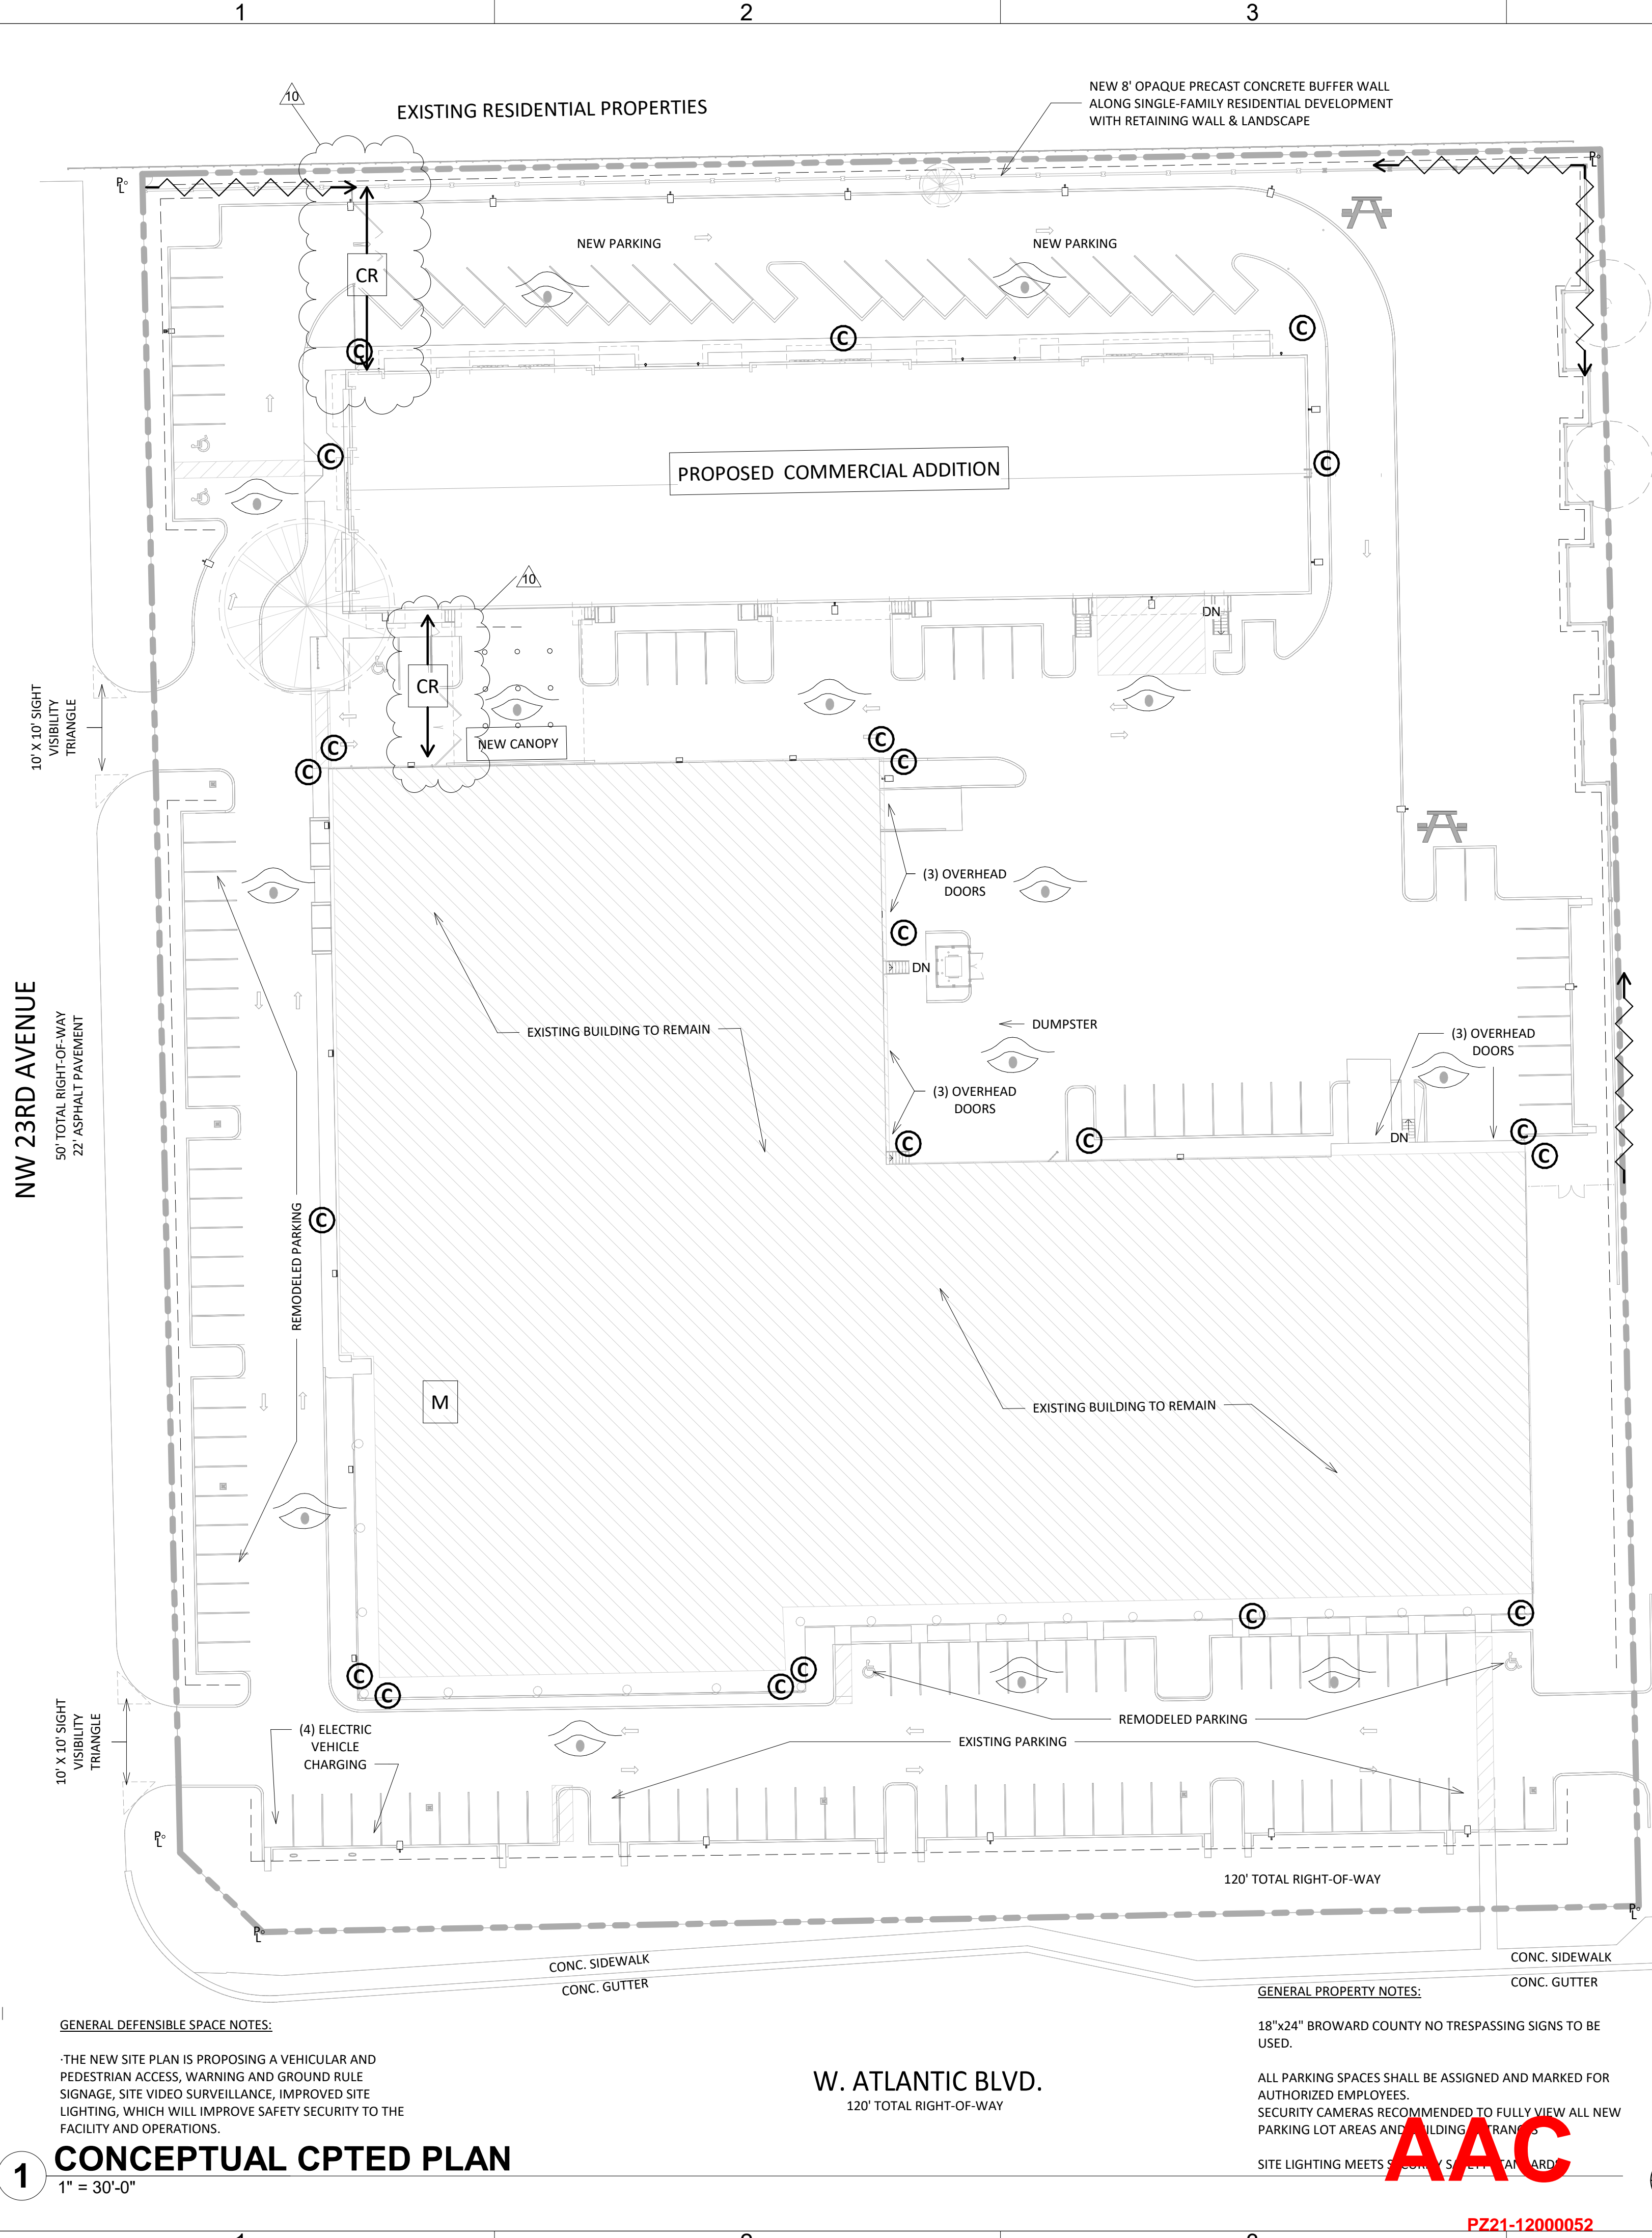 1
2
3
10
EXISTING RESIDENTIAL PROPERTIES
NEW 8' OPAQUE PRECAST CONCRETE BUFFER WALL
ALONG SINGLE-FAMILY RESIDENTIAL DEVELOPMENT
WITH RETAINING WALL & LANDSCAPE
PL
PL
NEW PARKING
NEW PARKING
CR
C
C
C
C
C
PROPOSED COMMERCIAL ADDITION
10
DN
CR
NEW CANOPY
10' X 10' SIGHT
VISIBILITY
TRIANGLE
C
C
C
C
(3) OVERHEAD
DOORS
C
DN
EXISTING BUILDING TO REMAIN
DUMPSTER
(3) OVERHEAD
DOORS
(3) OVERHEAD
DOORS
NW 23RD AVENUE
50' TOTAL RIGHT-OF-WAY
22' ASPHALT PAVEMENT
C
C
DN
C
C
C
REMODELED PARKING
M
EXISTING BUILDING TO REMAIN
C
C
C
C
C
C
10' X 10' SIGHT
VISIBILITY
TRIANGLE
(4) ELECTRIC
VEHICLE
CHARGING
REMODELED PARKING
EXISTING PARKING
PL
120' TOTAL RIGHT-OF-WAY
PL
PL
CONC. SIDEWALK
CONC. GUTTER
CONC. SIDEWALK
CONC. GUTTER
GENERAL DEFENSIBLE SPACE NOTES:
·THE NEW SITE PLAN IS PROPOSING A VEHICULAR AND
PEDESTRIAN ACCESS, WARNING AND GROUND RULE
SIGNAGE, SITE VIDEO SURVEILLANCE, IMPROVED SITE
LIGHTING, WHICH WILL IMPROVE SAFETY SECURITY TO THE
FACILITY AND OPERATIONS.
W. ATLANTIC BLVD.
120' TOTAL RIGHT-OF-WAY
GENERAL PROPERTY NOTES:
18"x24" BROWARD COUNTY NO TRESPASSING SIGNS TO BE
USED.
ALL PARKING SPACES SHALL BE ASSIGNED AND MARKED FOR
AUTHORIZED EMPLOYEES.
SECURITY CAMERAS RECOMMENDED TO FULLY VIEW ALL NEW
PARKING LOT AREAS AND
SITE LIGHTING MEETS
AAC
1
CONCEPTUAL CPTED PLAN
1" = 30'-0"
PZ21-12000052